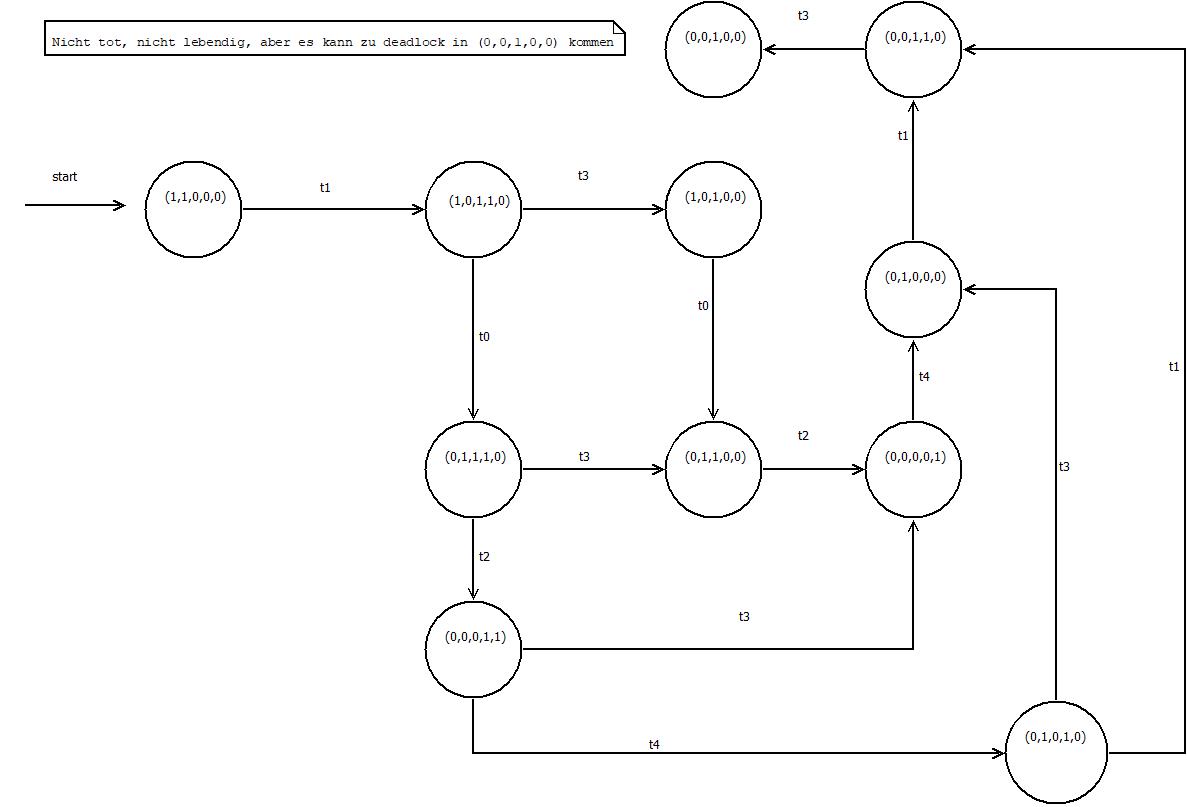 Nicht tot, nicht lebendig, aber es kann zu deadlock in (0,0,1,0,0) kommen
t3
(0,0,1,0,0)
(0,0,1,1,0)
t1
start
t1
t3
(1,1,0,0,0)
(1,0,1,1,0)
(1,0,1,0,0)
(0,1,0,0,0)
t0
t0
t1
t4
t3
t2
(0,1,1,1,0)
(0,1,1,0,0)
(0,0,0,0,1)
t3
t2
t3
(0,0,0,1,1)
t4
(0,1,0,1,0)